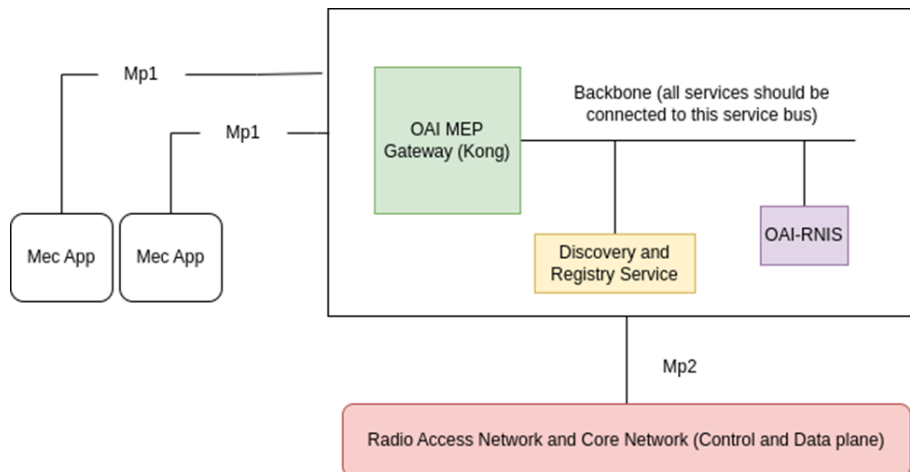 Mp1
Backbone (all services should be
connected to this service bus)
OAI MEP
Gateway (Kong)
Mp1
Mec App
Mec App
OAI-RNIS
Discovery and
Registry Service
Mp2
Radio Access Network and Core Network (Control and Data plane)